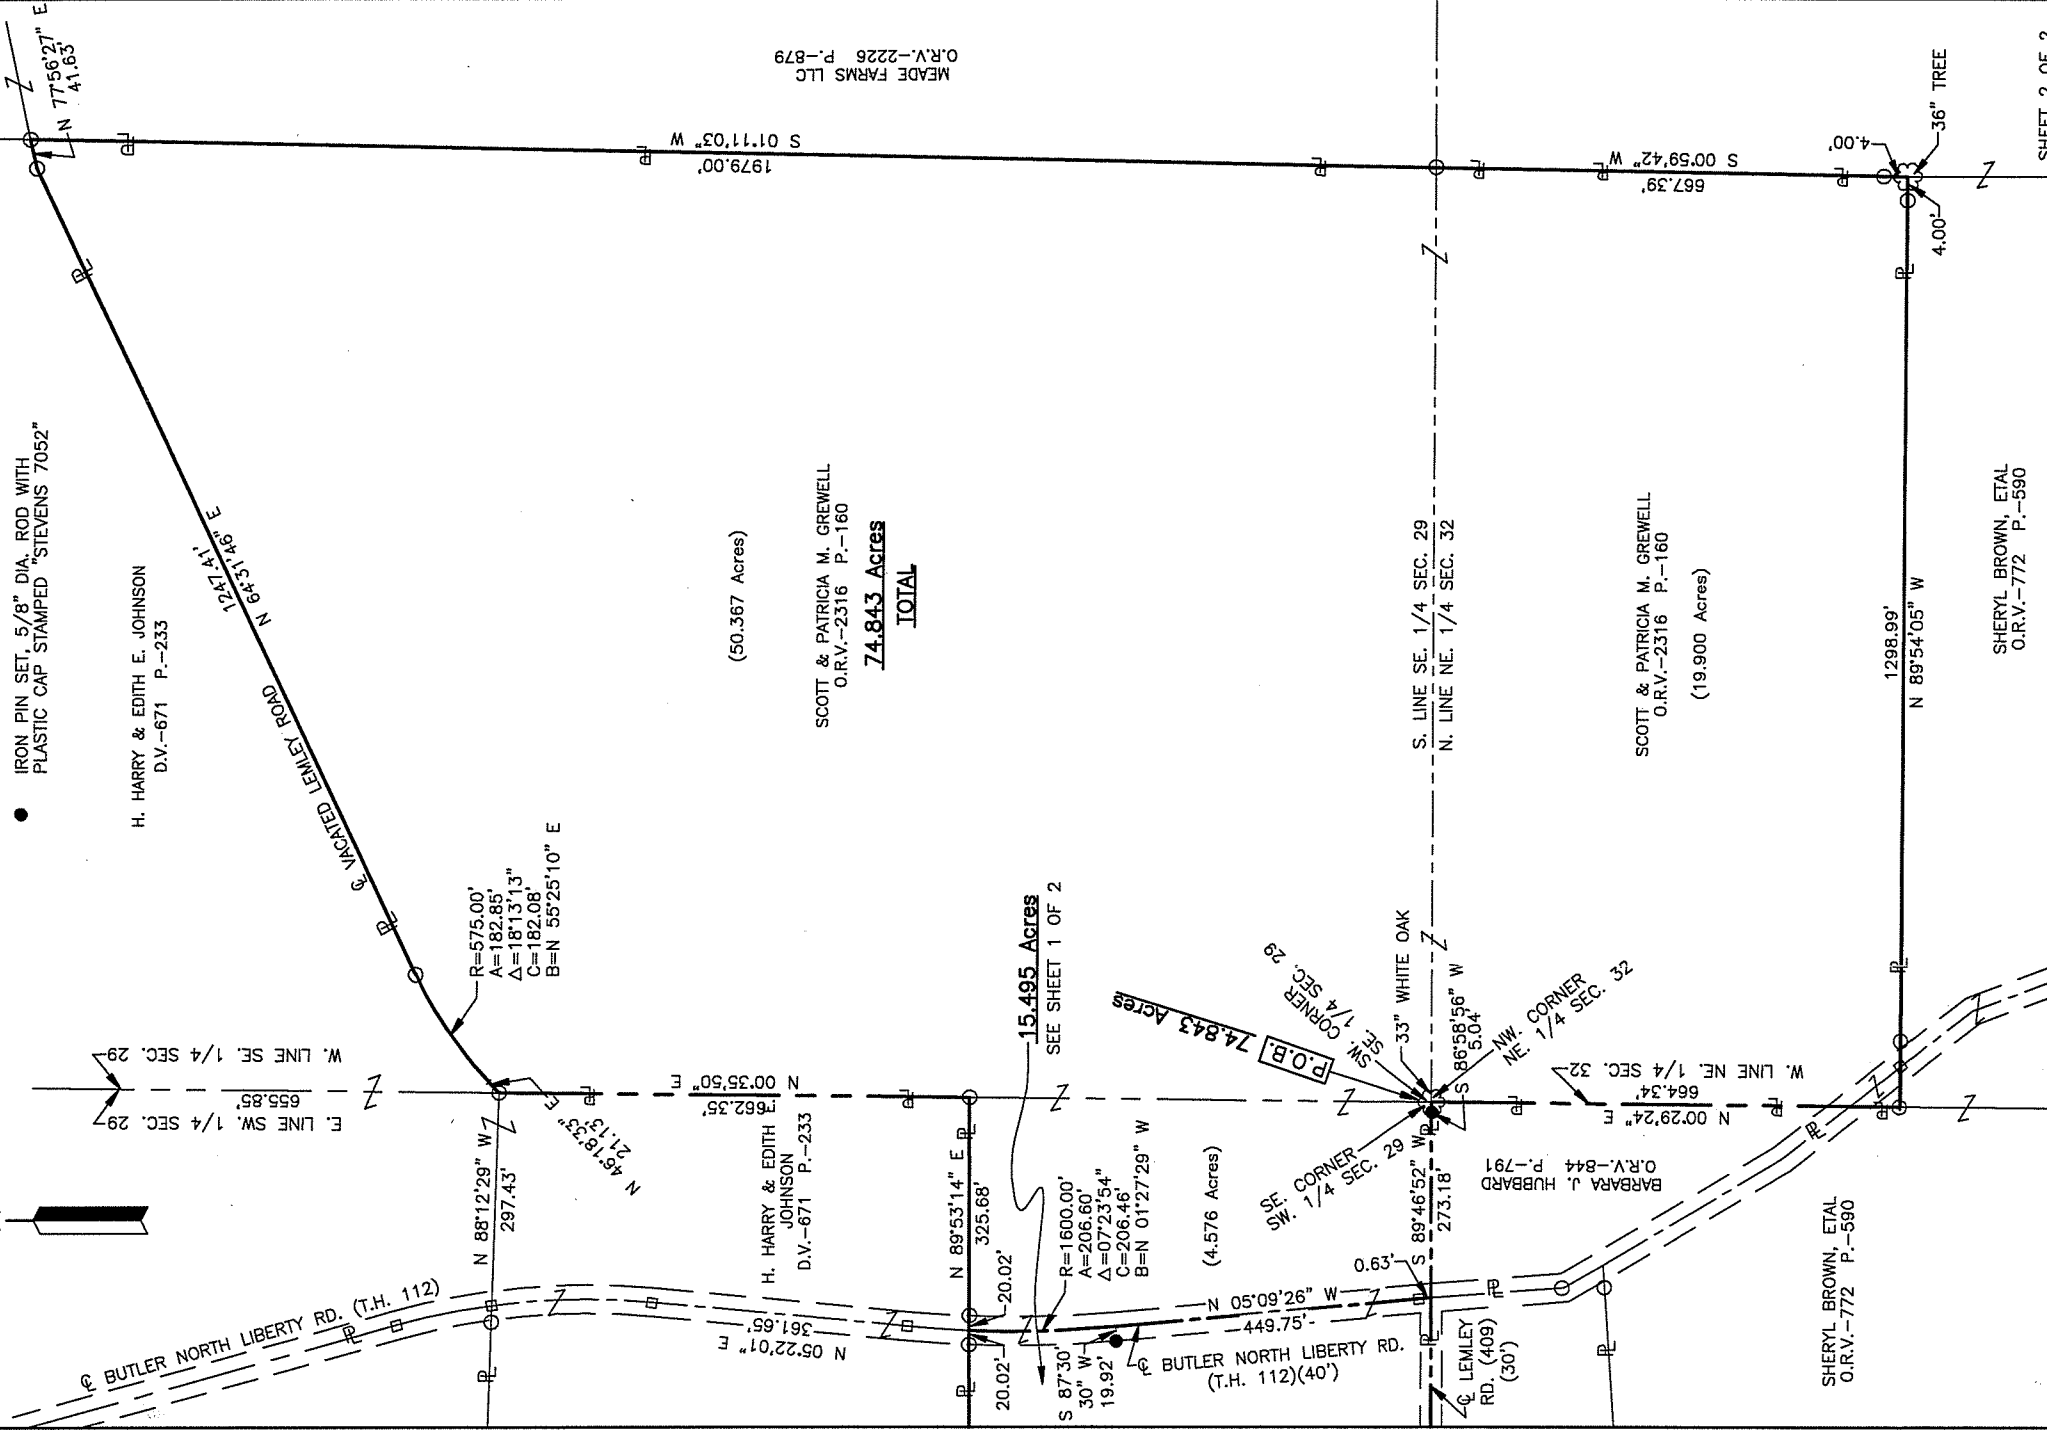 ● IRON PIN SET, 5/8" DIA. ROD WITH
PLASTIC CAP STAMPED "STEVENS 7052"
H. HARRY & EDITH E. JOHNSON
D.V.-671 P.-233
N 77°56'27" E
41.63'
MEADE FARMS LLC
O.R.V.-2226 P.-879
S 01°11'03" W
1979.00'
1247.41'
N 64°31'46" E
℄ VACATED LEMLEY ROAD
R=575.00'
A=182.85'
△=18°13'13"
C=182.08'
B=N 55°25'10" E
(50.367 Acres)
SCOTT & PATRICIA M. GREWELL
O.R.V.-2316 P.-160
74.843 Acres
TOTAL
W. LINE SE. 1/4 SEC. 29
655.85'
E. LINE SW. 1/4 SEC. 29
N 88°12'29" W
297.43'
N 46°18'33" E
21.13'
N 00°35'50" E
662.35'
H. HARRY & EDITH E.
JOHNSON
D.V.-671 P.-233
℄ BUTLER NORTH LIBERTY RD. (T.H. 112)
361.65'
N 05°22'01" E
N 89°53'14" E
325.68'
20.02'
20.02'
15.495 Acres
SEE SHEET 1 OF 2
R=1600.00'
A=206.60'
△=07°23'54"
C=206.46'
B=N 01°27'29" W
S 87°30'
30" W
19.92'
(4.576 Acres)
N 05°09'26" W
449.75'
℄ BUTLER NORTH LIBERTY RD.
(T.H. 112)(40')
74.843 Acres
P.O.B.
SW. CORNER
SE. 1/4 SEC. 29
33" WHITE OAK
S 86°58'56" W
5.04'
NW. CORNER
NE. 1/4 SEC. 32
SE. CORNER
SW. 1/4 SEC. 29
S 89°46'52" W
273.18'
0.63'
℄ LEMLEY
RD. (409)
(30')
S. LINE SE. 1/4 SEC. 29
N. LINE NE. 1/4 SEC. 32
SCOTT & PATRICIA M. GREWELL
O.R.V.-2316 P.-160
(19.900 Acres)
W. LINE NE. 1/4 SEC. 32
664.34'
N 00°29'24" E
BARBARA J. HUBBARD
O.R.V.-844 P.-791
S 00°59'42" W
667.39'
4.00'
36" TREE
4.00'
1298.99'
N 89°54'05" W
SHERYL BROWN, ETAL
O.R.V.-772 P.-590
SHERYL BROWN, ETAL
O.R.V.-772 P.-590
SHEET 2 OF 2